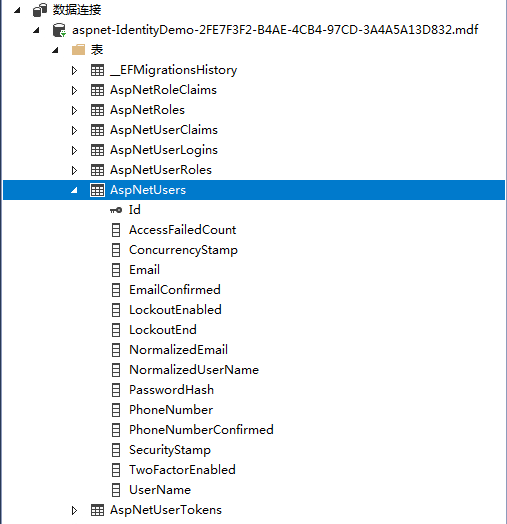 数据连接
aspnet-IdentityDemo-2FE7F3F2-B4AE-4CB4-97CD-3A4A5A13D832.mdf
表
__EFMigrationsHistory
AspNetRoleClaims
AspNetRoles
AspNetUserClaims
AspNetUserLogins
AspNetUserRoles
AspNetUsers
Id
AccessFailedCount
ConcurrencyStamp
Email
EmailConfirmed
LockoutEnabled
LockoutEnd
NormalizedEmail
NormalizedUserName
PasswordHash
PhoneNumber
PhoneNumberConfirmed
SecurityStamp
TwoFactorEnabled
UserName
AspNetUserTokens